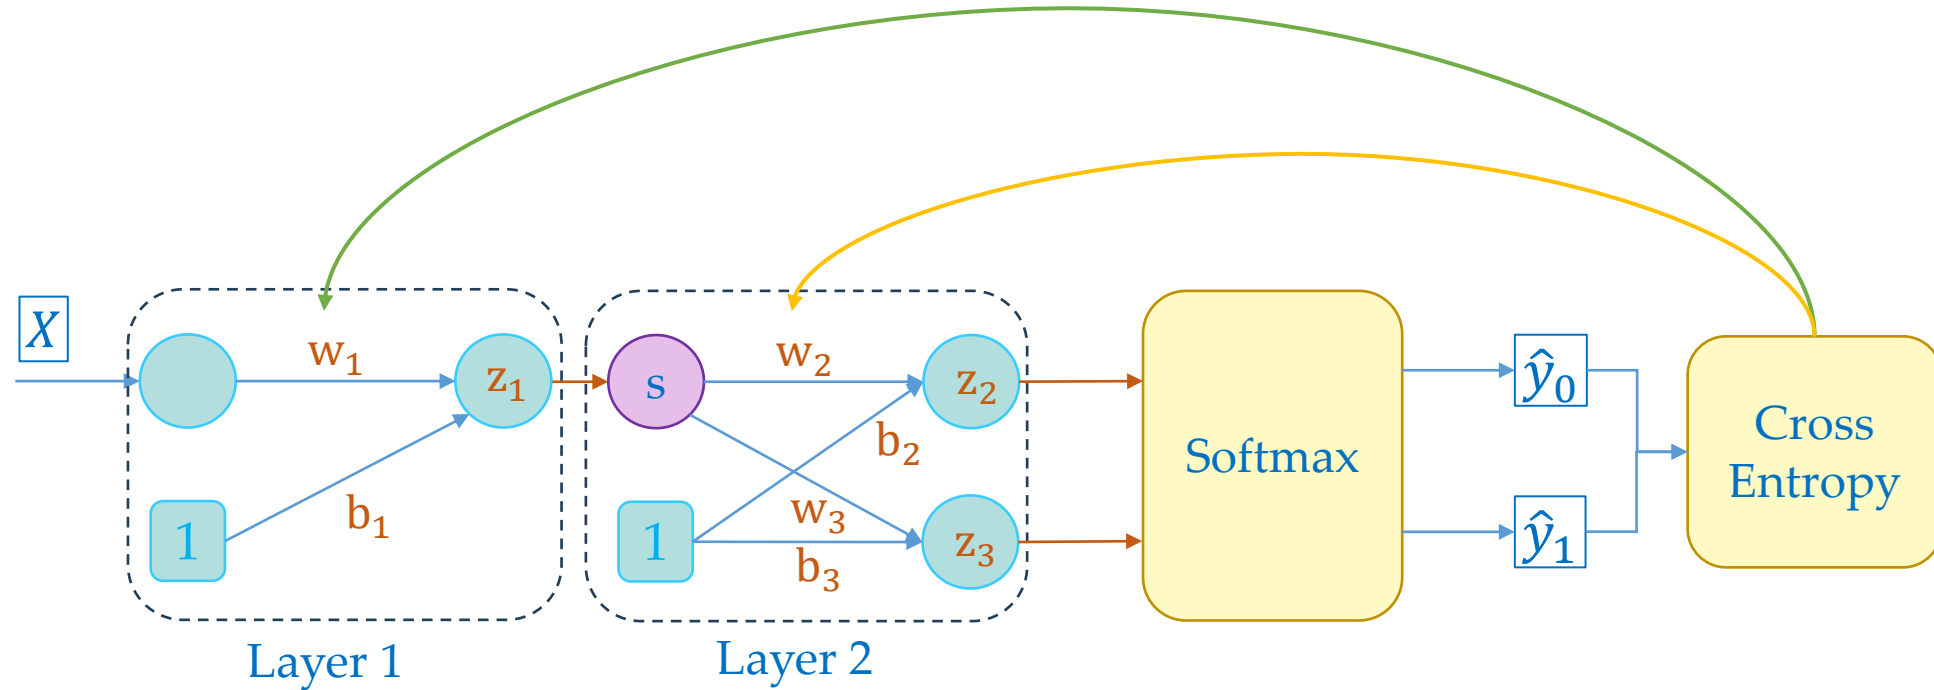 X
w₁
z₁
1
b₁
Layer 1
s
w₂
z₂
b₂
1
w₃
b₃
z₃
Layer 2
Softmax
ŷ₀
ŷ₁
Cross
Entropy